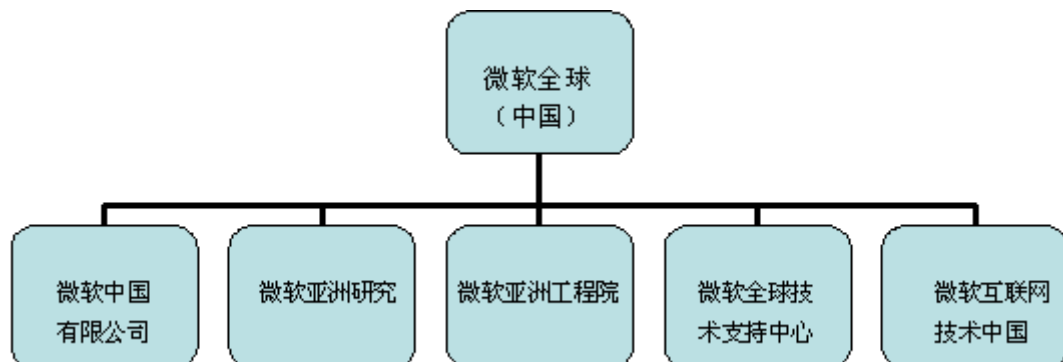 微软全球
（中国）
微软中国
有限公司
微软亚洲研究
微软亚洲工程院
微软全球技
术支持中心
微软互联网
技术中国